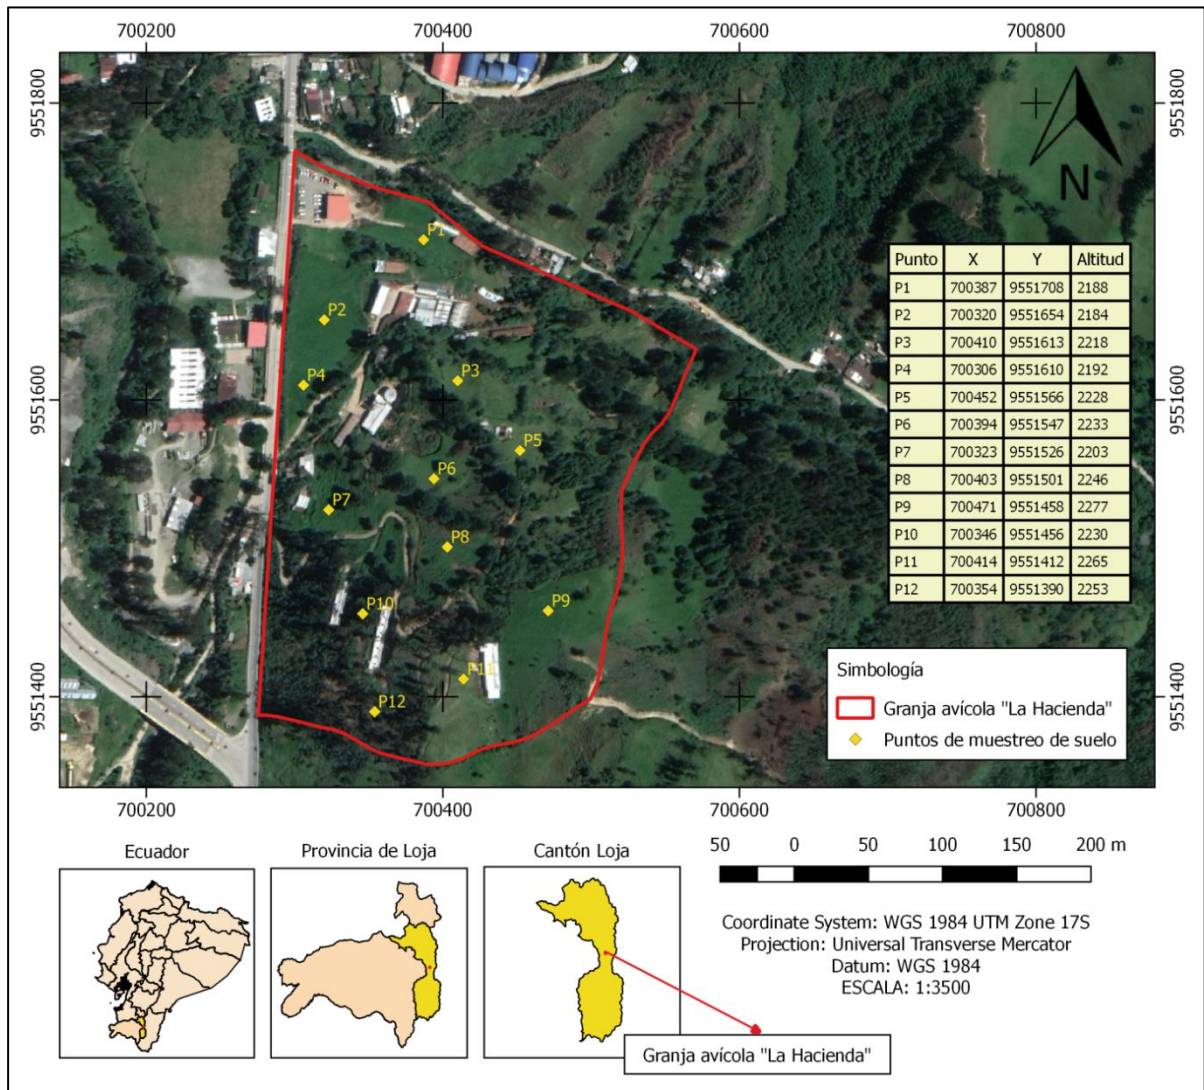 700200 700400 700600 700800
9551800 9551800
N
P1
P2
P3
P4
P5
P6
P7
P8
P9
P10
P11
P12
Punto X Y Altitud
P1 700387 9551708 2188
P2 700320 9551654 2184
P3 700410 9551613 2218
P4 700306 9551610 2192
P5 700452 9551566 2228
P6 700394 9551547 2233
P7 700323 9551526 2203
P8 700403 9551501 2246
P9 700471 9551458 2277
P10 700346 9551456 2230
P11 700414 9551412 2265
P12 700354 9551390 2253
9551600 9551600
9551400 9551400
Simbología
Granja avícola "La Hacienda"
Puntos de muestreo de suelo
700200 700400 700600 700800
Ecuador
Provincia de Loja
Cantón Loja
50 0 50 100 150 200 m
Coordinate System: WGS 1984 UTM Zone 17S
Projection: Universal Transverse Mercator
Datum: WGS 1984
ESCALA: 1:3500
Granja avícola "La Hacienda"